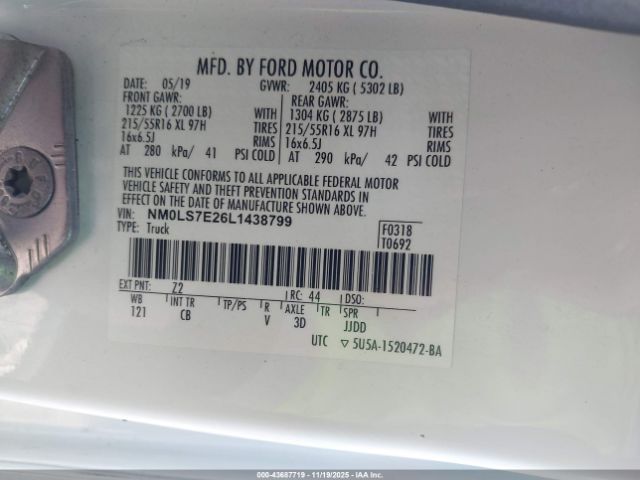 MFD. BY FORD MOTOR CO.
DATE: 05/19 GVWR: 2405 KG ( 5302 LB)
FRONT GAWR: REAR GAWR:
1225 KG ( 2700 LB) WITH 1304 KG ( 2875 LB) WITH
215/55R16 XL 97H TIRES 215/55R16 XL 97H TIRES
16x6.5J RIMS 16x6.5J RIMS
AT 280 kPa/ 41 PSI COLD AT 290 kPa/ 42 PSI COLD
THIS VEHICLE CONFORMS TO ALL APPLICABLE FEDERAL MOTOR
VEHICLE SAFETY AND THEFT PREVENTION STANDARDS IN
EFFECT ON THE DATE OF MANUFACTURE SHOWN ABOVE.
VIN: NM0LS7E26L1438799 F0318
TYPE: Truck T0692
EXT PNT: Z2 RC: 44 DSO:
WB INT TR TP/PS R AXLE TR SPR
121 CB V 3D JJDD
UTC ▽ 5U5A-1520472-BA
000-43687719 | 11/19/2025 | IAA Inc.